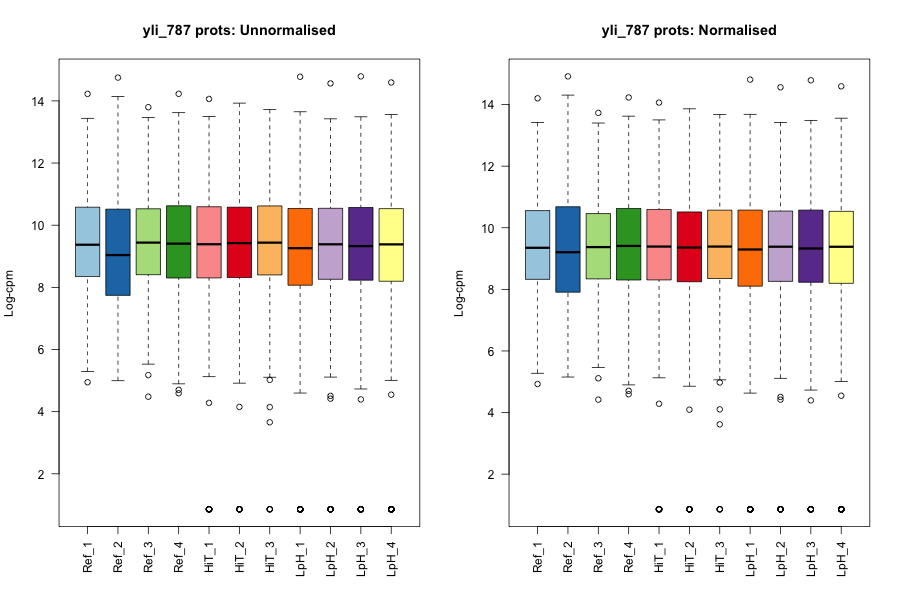 yli_787 prots: Unnormalised
Log-cpm
14
12
10
8
6
4
2
Ref_1
Ref_2
Ref_3
Ref_4
HiT_1
HiT_2
HiT_3
LpH_1
LpH_2
LpH_3
LpH_4
yli_787 prots: Normalised
Log-cpm
14
12
10
8
6
4
2
Ref_1
Ref_2
Ref_3
Ref_4
HiT_1
HiT_2
HiT_3
LpH_1
LpH_2
LpH_3
LpH_4